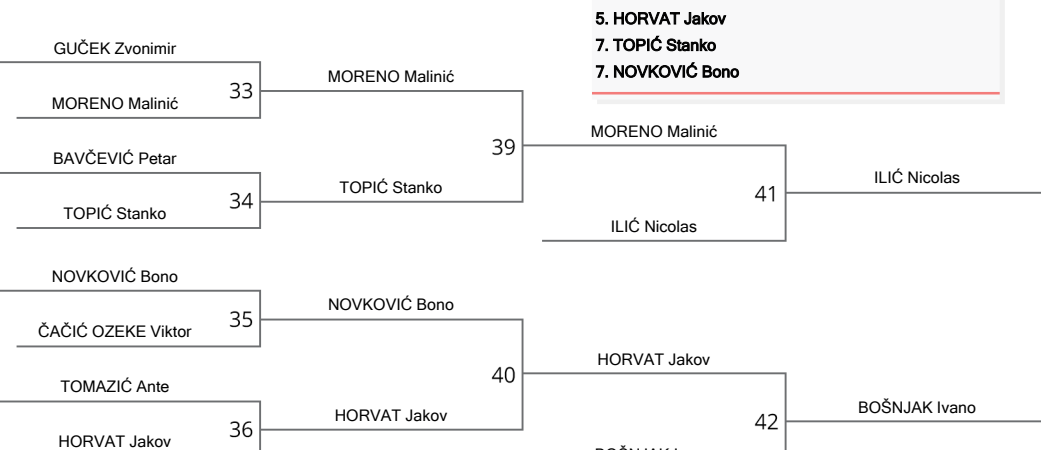 5. HORVAT Jakov
7. TOPIĆ Stanko
7. NOVKOVIĆ Bono
GUČEK Zvonimir
MORENO Malinić
33
MORENO Malinić
BAVČEVIĆ Petar
TOPIĆ Stanko
34
TOPIĆ Stanko
39
MORENO Malinić
ILIĆ Nicolas
41
ILIĆ Nicolas
NOVKOVIĆ Bono
ČAČIĆ OZEKE Viktor
35
NOVKOVIĆ Bono
TOMAZIĆ Ante
HORVAT Jakov
36
HORVAT Jakov
40
HORVAT Jakov
42
BOŠNJAK Ivano